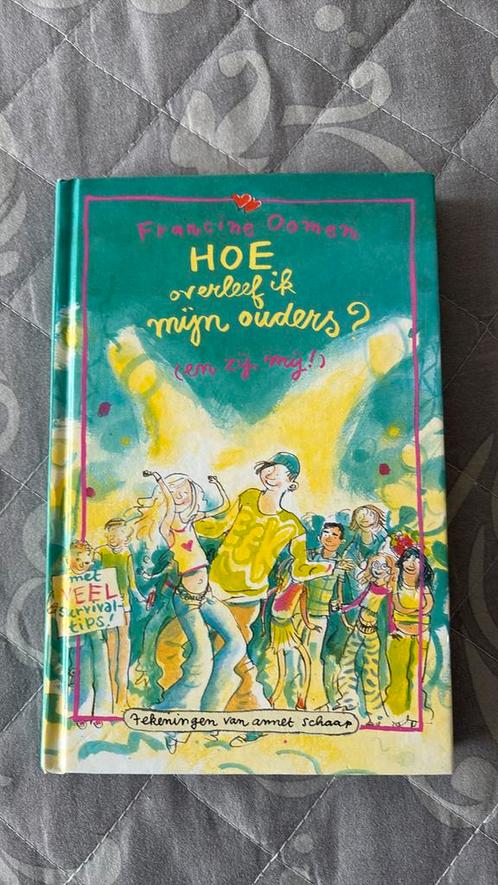 Francine Oomen
HOE
overleef ik
mijn ouders?
(en zij mij!)
met
VEEL
survival-
tips!
tekeningen van annet schaap